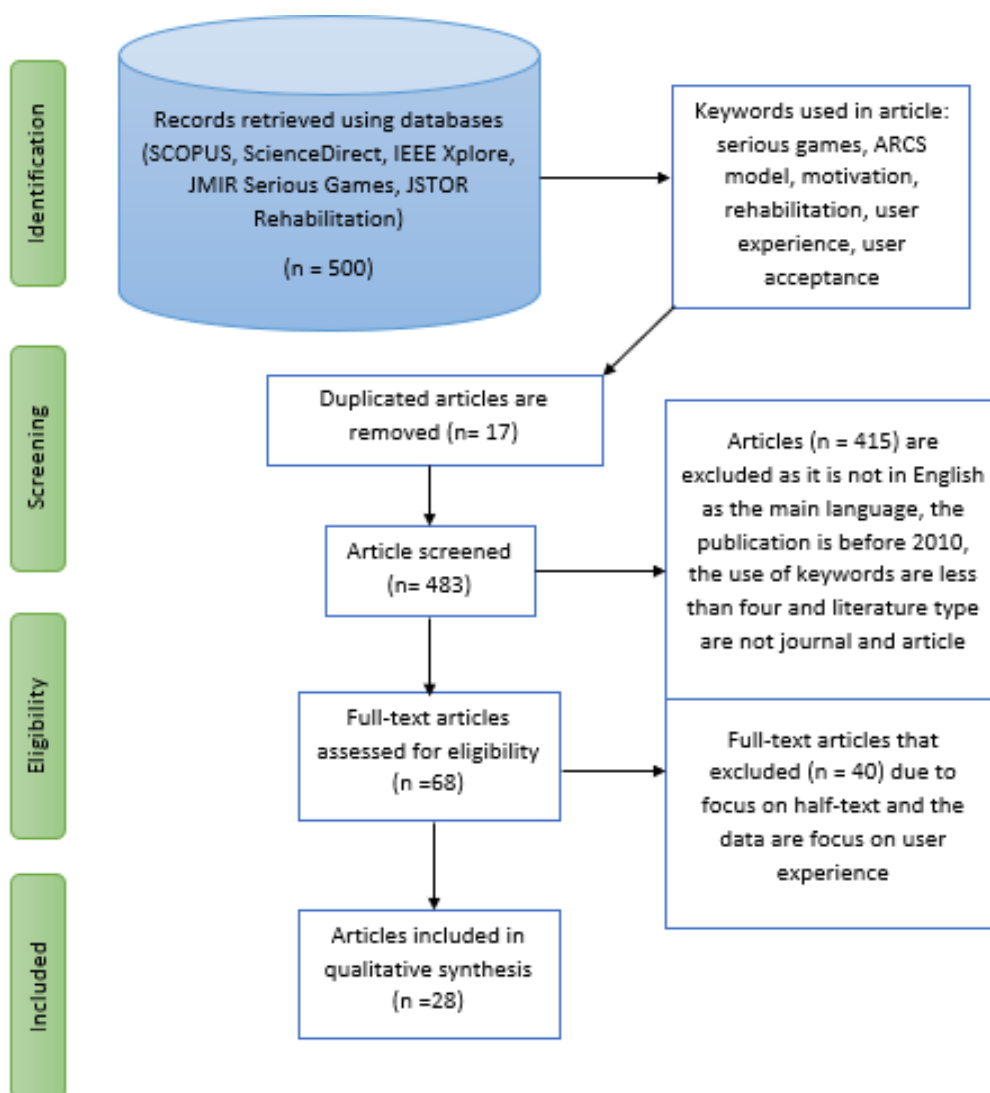 Identification
Records retrieved using databases
(SCOPUS, ScienceDirect, IEEE Xplore,
JMIR Serious Games, JSTOR
Rehabilitation)
(n = 500)
Keywords used in article:
serious games, ARCS
model, motivation,
rehabilitation, user
experience, user
acceptance
Screening
Duplicated articles are
removed (n= 17)
Article screened
(n= 483)
Articles (n = 415) are
excluded as it is not in English
as the main language, the
publication is before 2010,
the use of keywords are less
than four and literature type
are not journal and article
Eligibility
Full-text articles
assessed for eligibility
(n =68)
Full-text articles that
excluded (n = 40) due to
focus on half-text and the
data are focus on user
experience
Included
Articles included in
qualitative synthesis
(n =28)